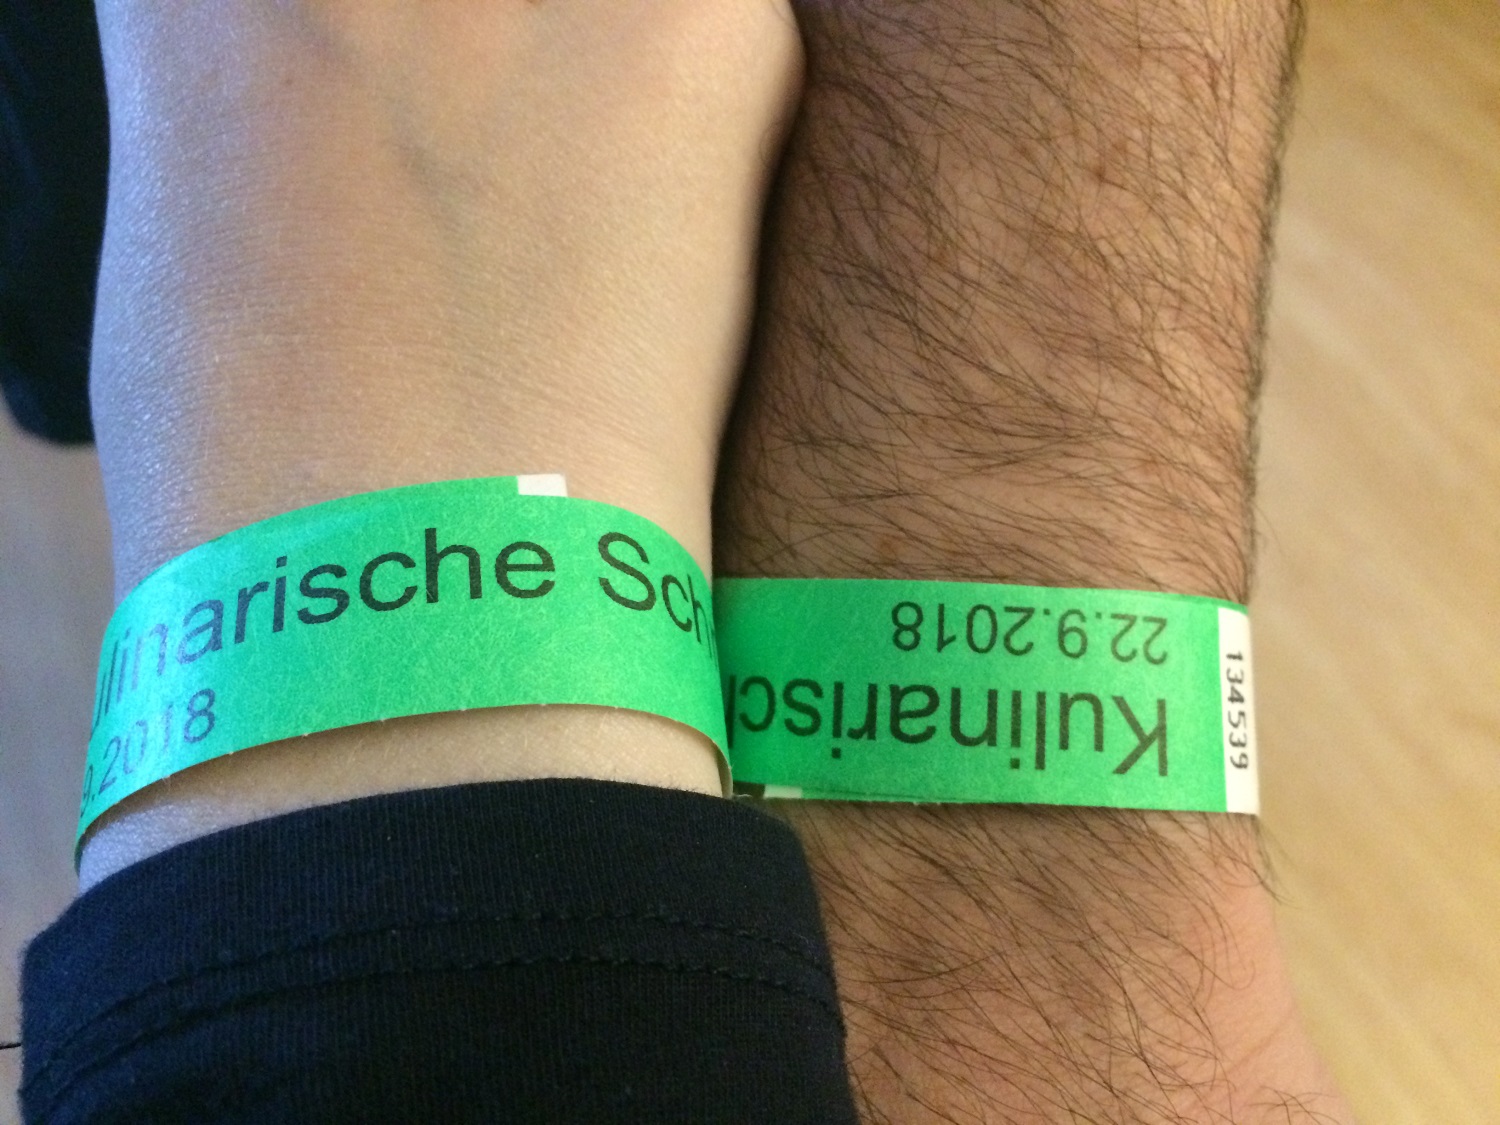 ulinarische Sch
9.2018
Kulinarisch
22.9.2018
134539